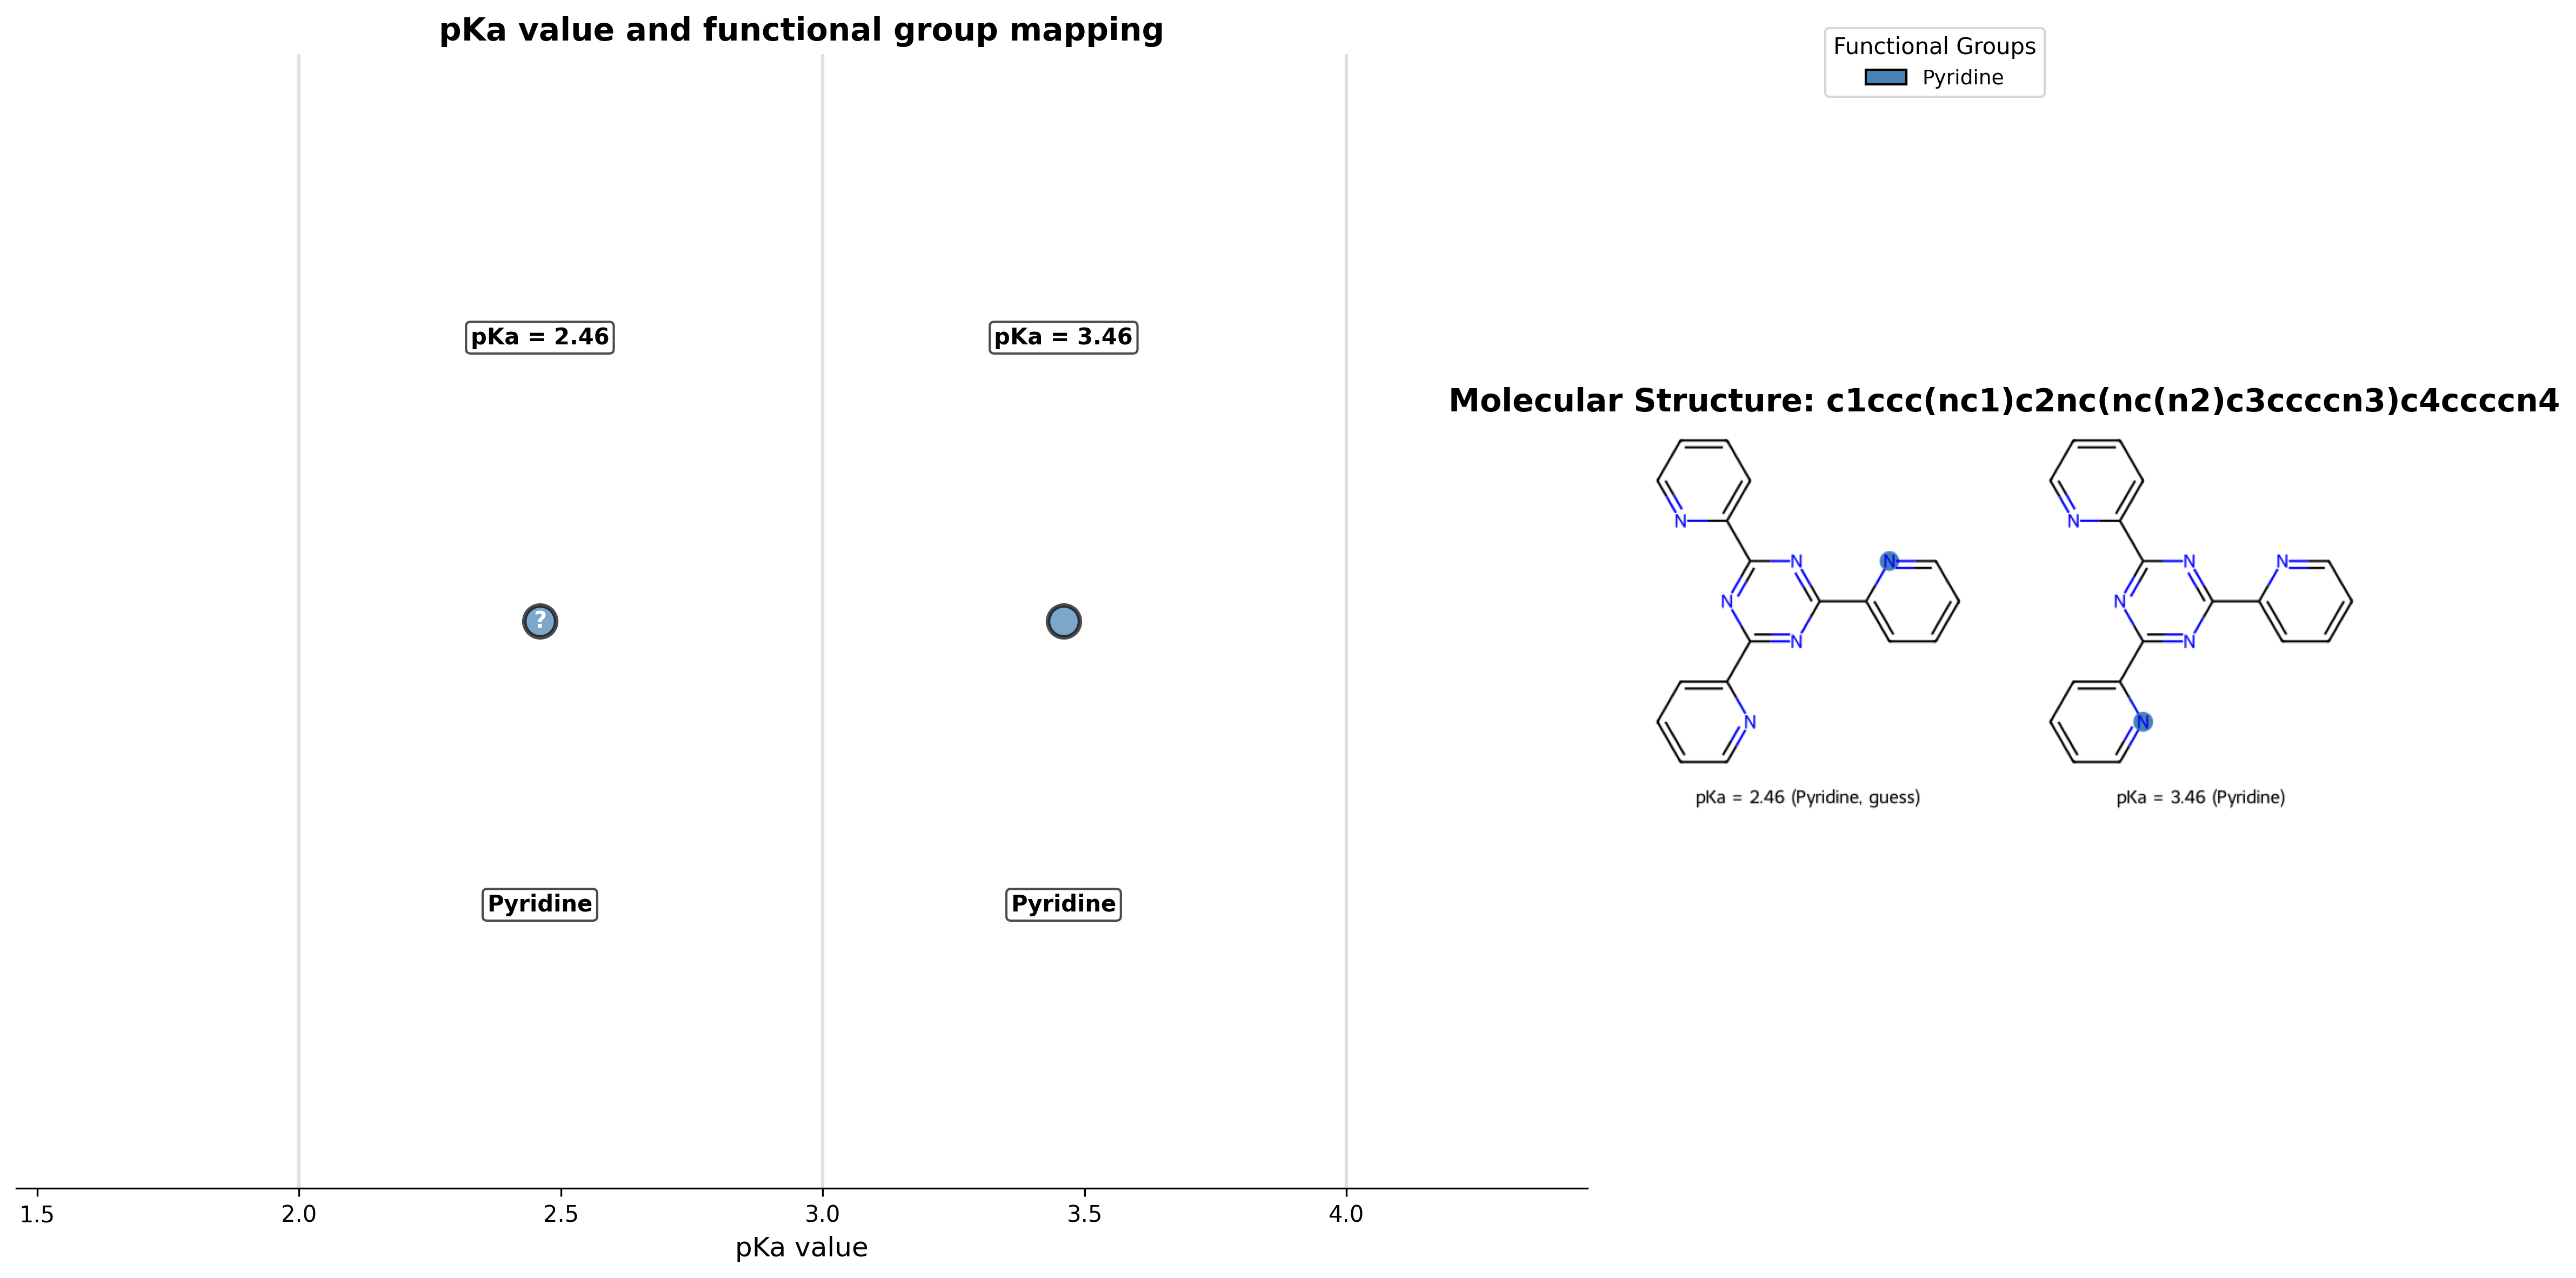 pKa value and functional group mapping
Functional Groups
Pyridine
pKa = 2.46
pKa = 3.46
?
Pyridine
Pyridine
1.5
2.0
2.5
3.0
3.5
4.0
pKa value
Molecular Structure: c1ccc(nc1)c2nc(nc(n2)c3ccccn3)c4ccccn4
N
N
N
N
N
N
pKa = 2.46 (Pyridine, guess)
N
N
N
N
N
N
pKa = 3.46 (Pyridine)